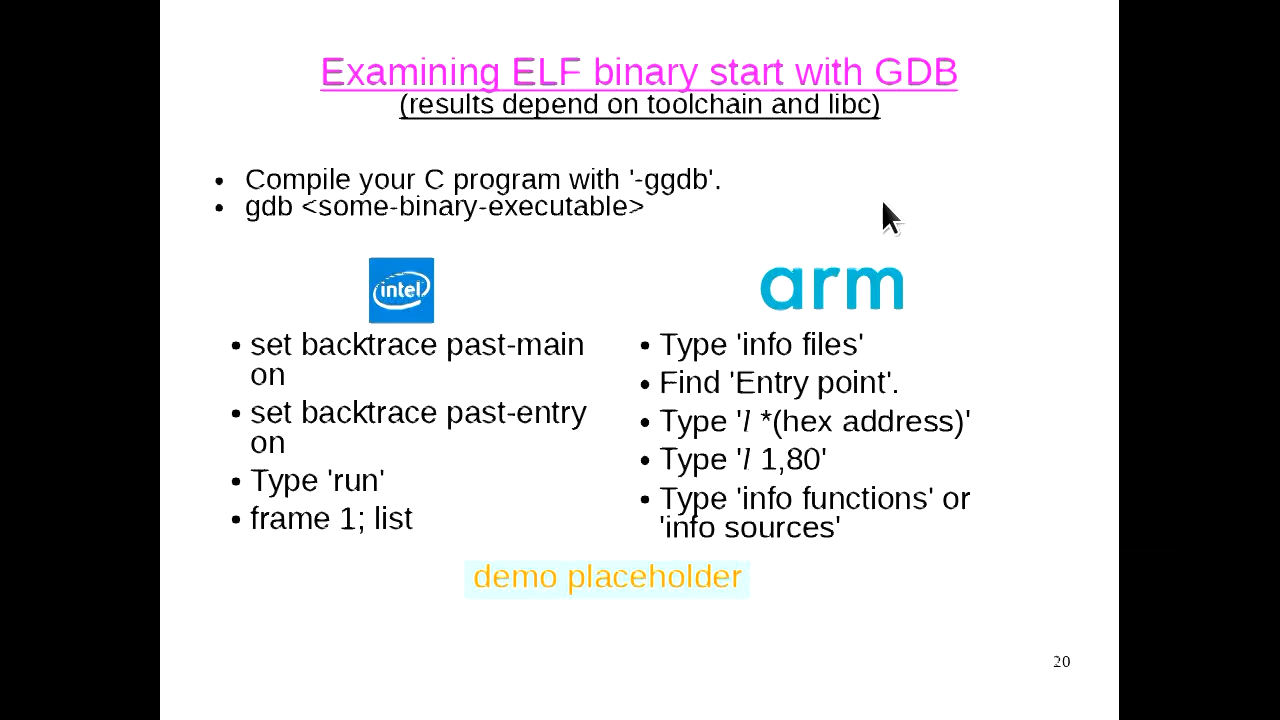 Examining ELF binary start with GDB
(results depend on toolchain and libc)
• Compile your C program with '-ggdb'.
• gdb <some-binary-executable>
intel
• set backtrace past-main
on
• set backtrace past-entry
on
• Type 'run'
• frame 1; list
arm
• Type 'info files'
• Find 'Entry point'.
• Type 'l *(hex address)'
• Type 'l 1,80'
• Type 'info functions' or
'info sources'
demo placeholder
20